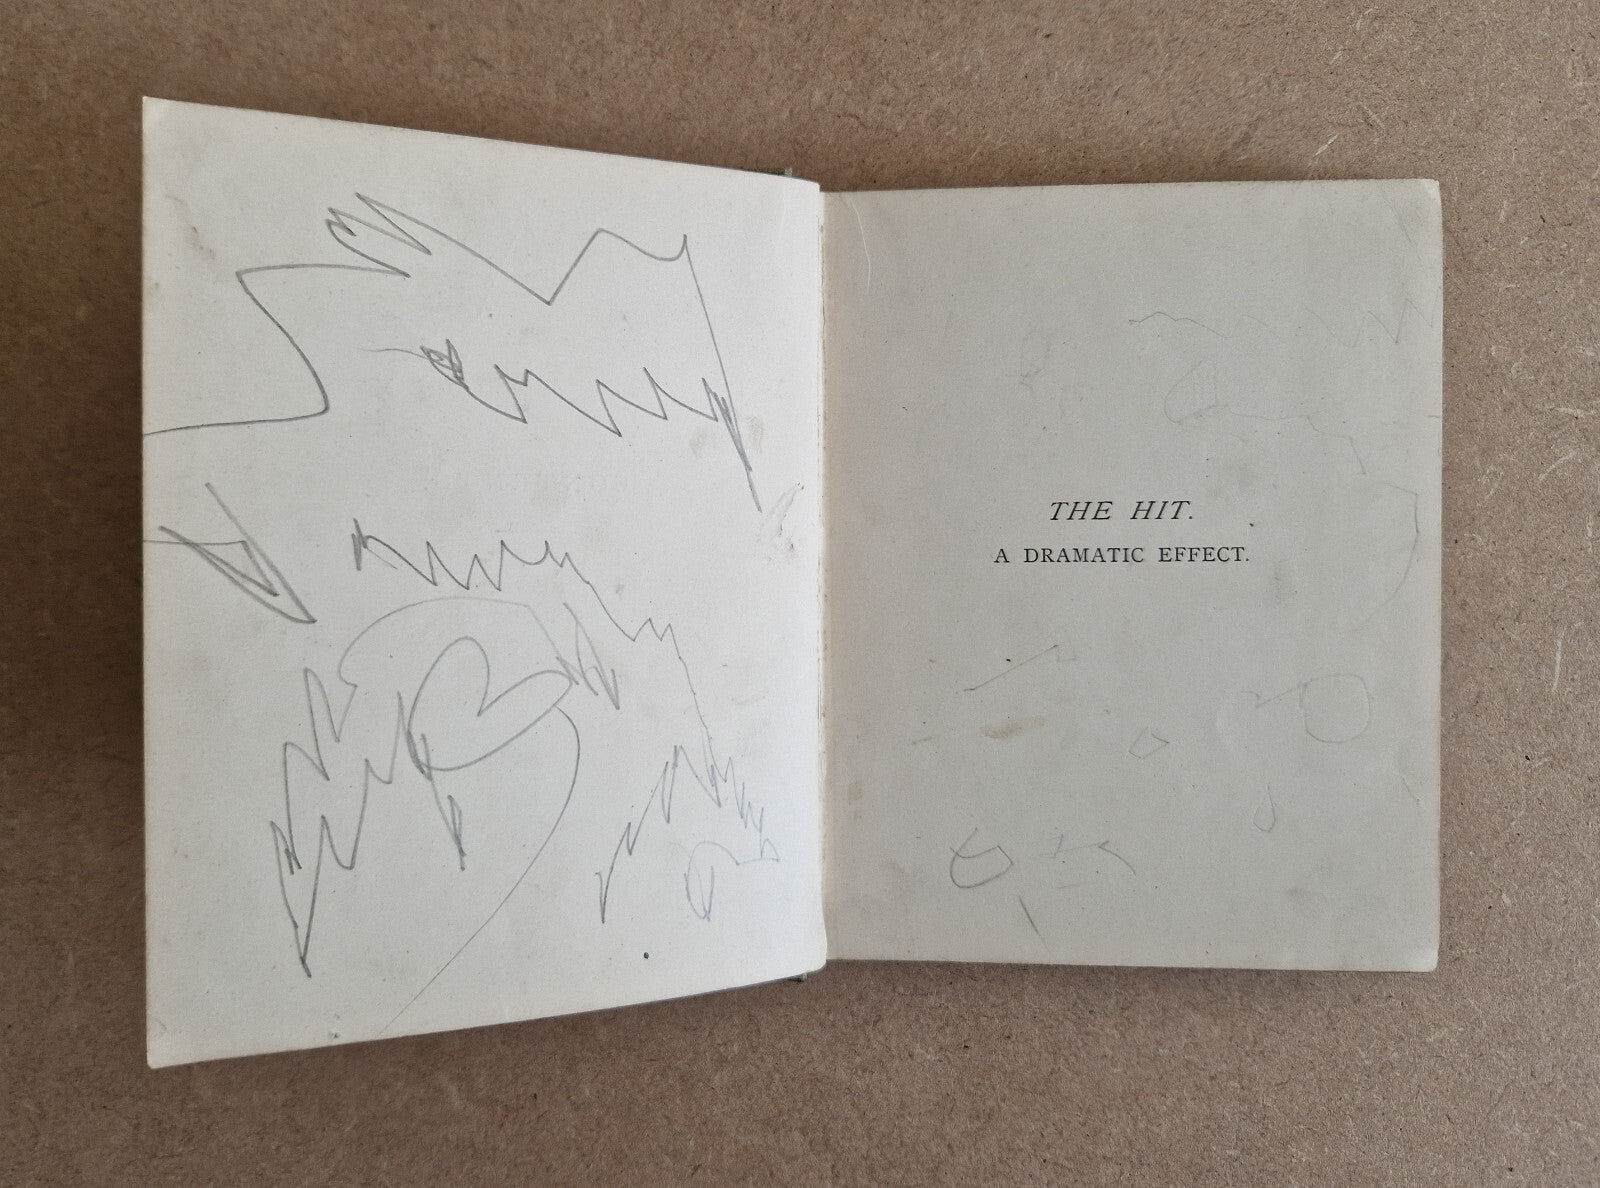 THE HIT.
A DRAMATIC EFFECT.